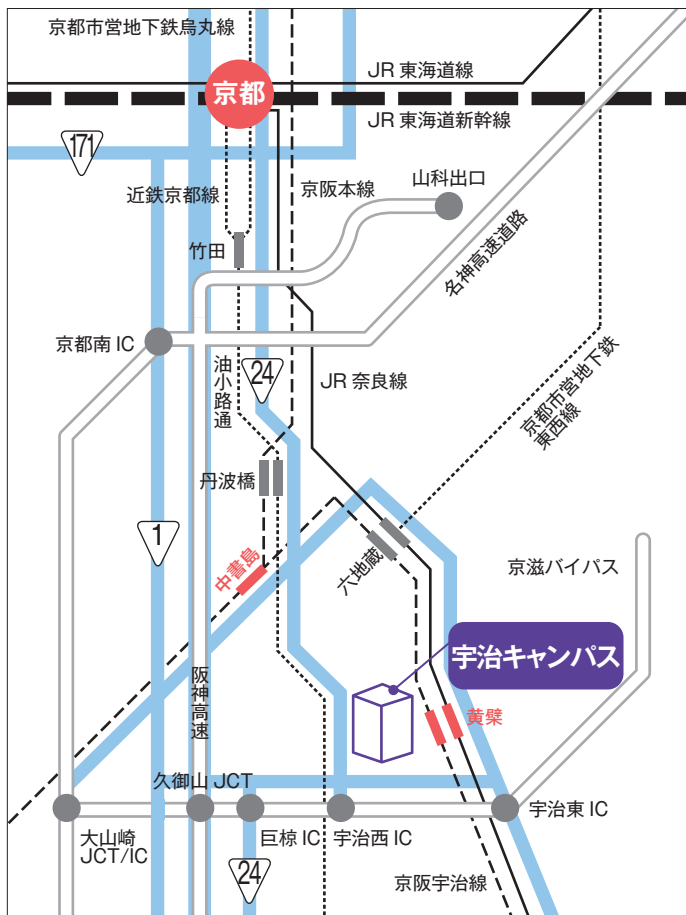 京都市営地下鉄烏丸線
JR 東海道線
京都
JR 東海道新幹線
171
近鉄京都線
京阪本線
山科出口
竹田
名神高速道路
京都南 IC
油小路通
24
JR 奈良線
京都市営地下鉄
東西線
丹波橋
1
中書島
六地蔵
京滋バイパス
宇治キャンパス
阪神高速
黄檗
久御山 JCT
大山崎
JCT/IC
巨椋 IC
宇治西 IC
宇治東 IC
24
京阪宇治線